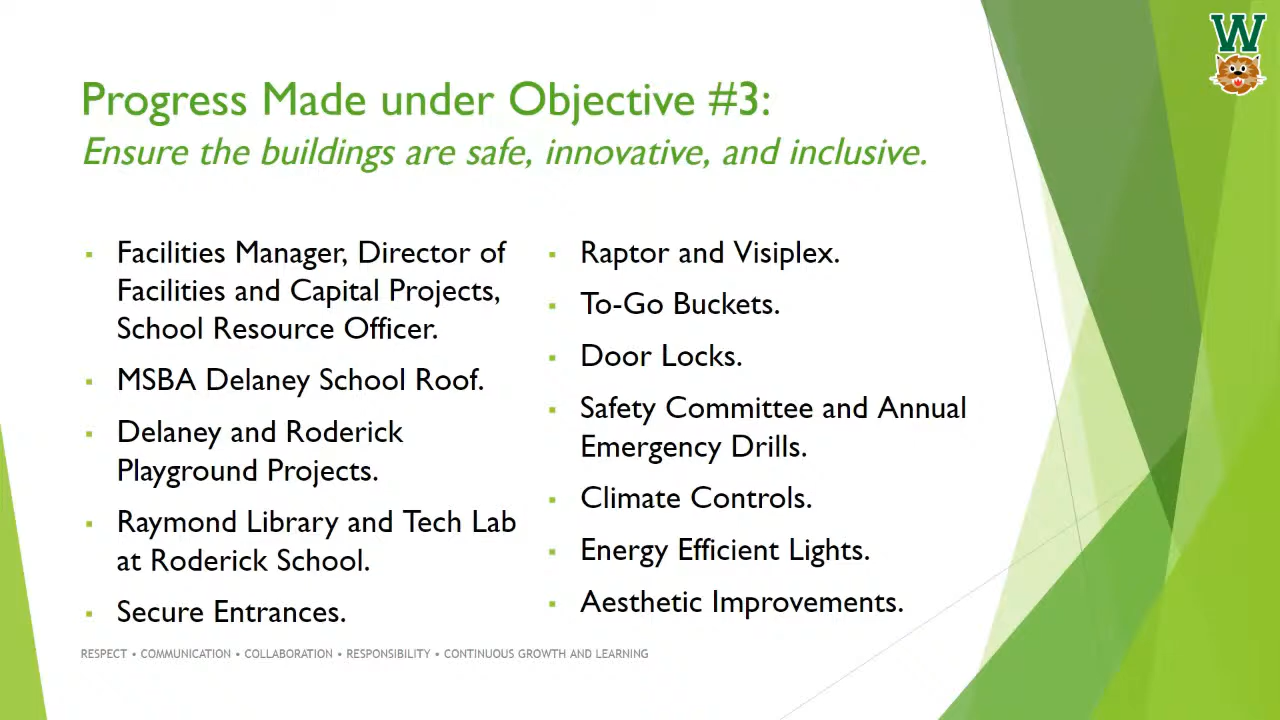 W
Progress Made under Objective #3:
Ensure the buildings are safe, innovative, and inclusive.
▪ Facilities Manager, Director of
Facilities and Capital Projects,
School Resource Officer.
▪ MSBA Delaney School Roof.
▪ Delaney and Roderick
Playground Projects.
▪ Raymond Library and Tech Lab
at Roderick School.
▪ Secure Entrances.
▪ Raptor and Visiplex.
▪ To-Go Buckets.
▪ Door Locks.
▪ Safety Committee and Annual
Emergency Drills.
▪ Climate Controls.
▪ Energy Efficient Lights.
▪ Aesthetic Improvements.
RESPECT • COMMUNICATION • COLLABORATION • RESPONSIBILITY • CONTINUOUS GROWTH AND LEARNING